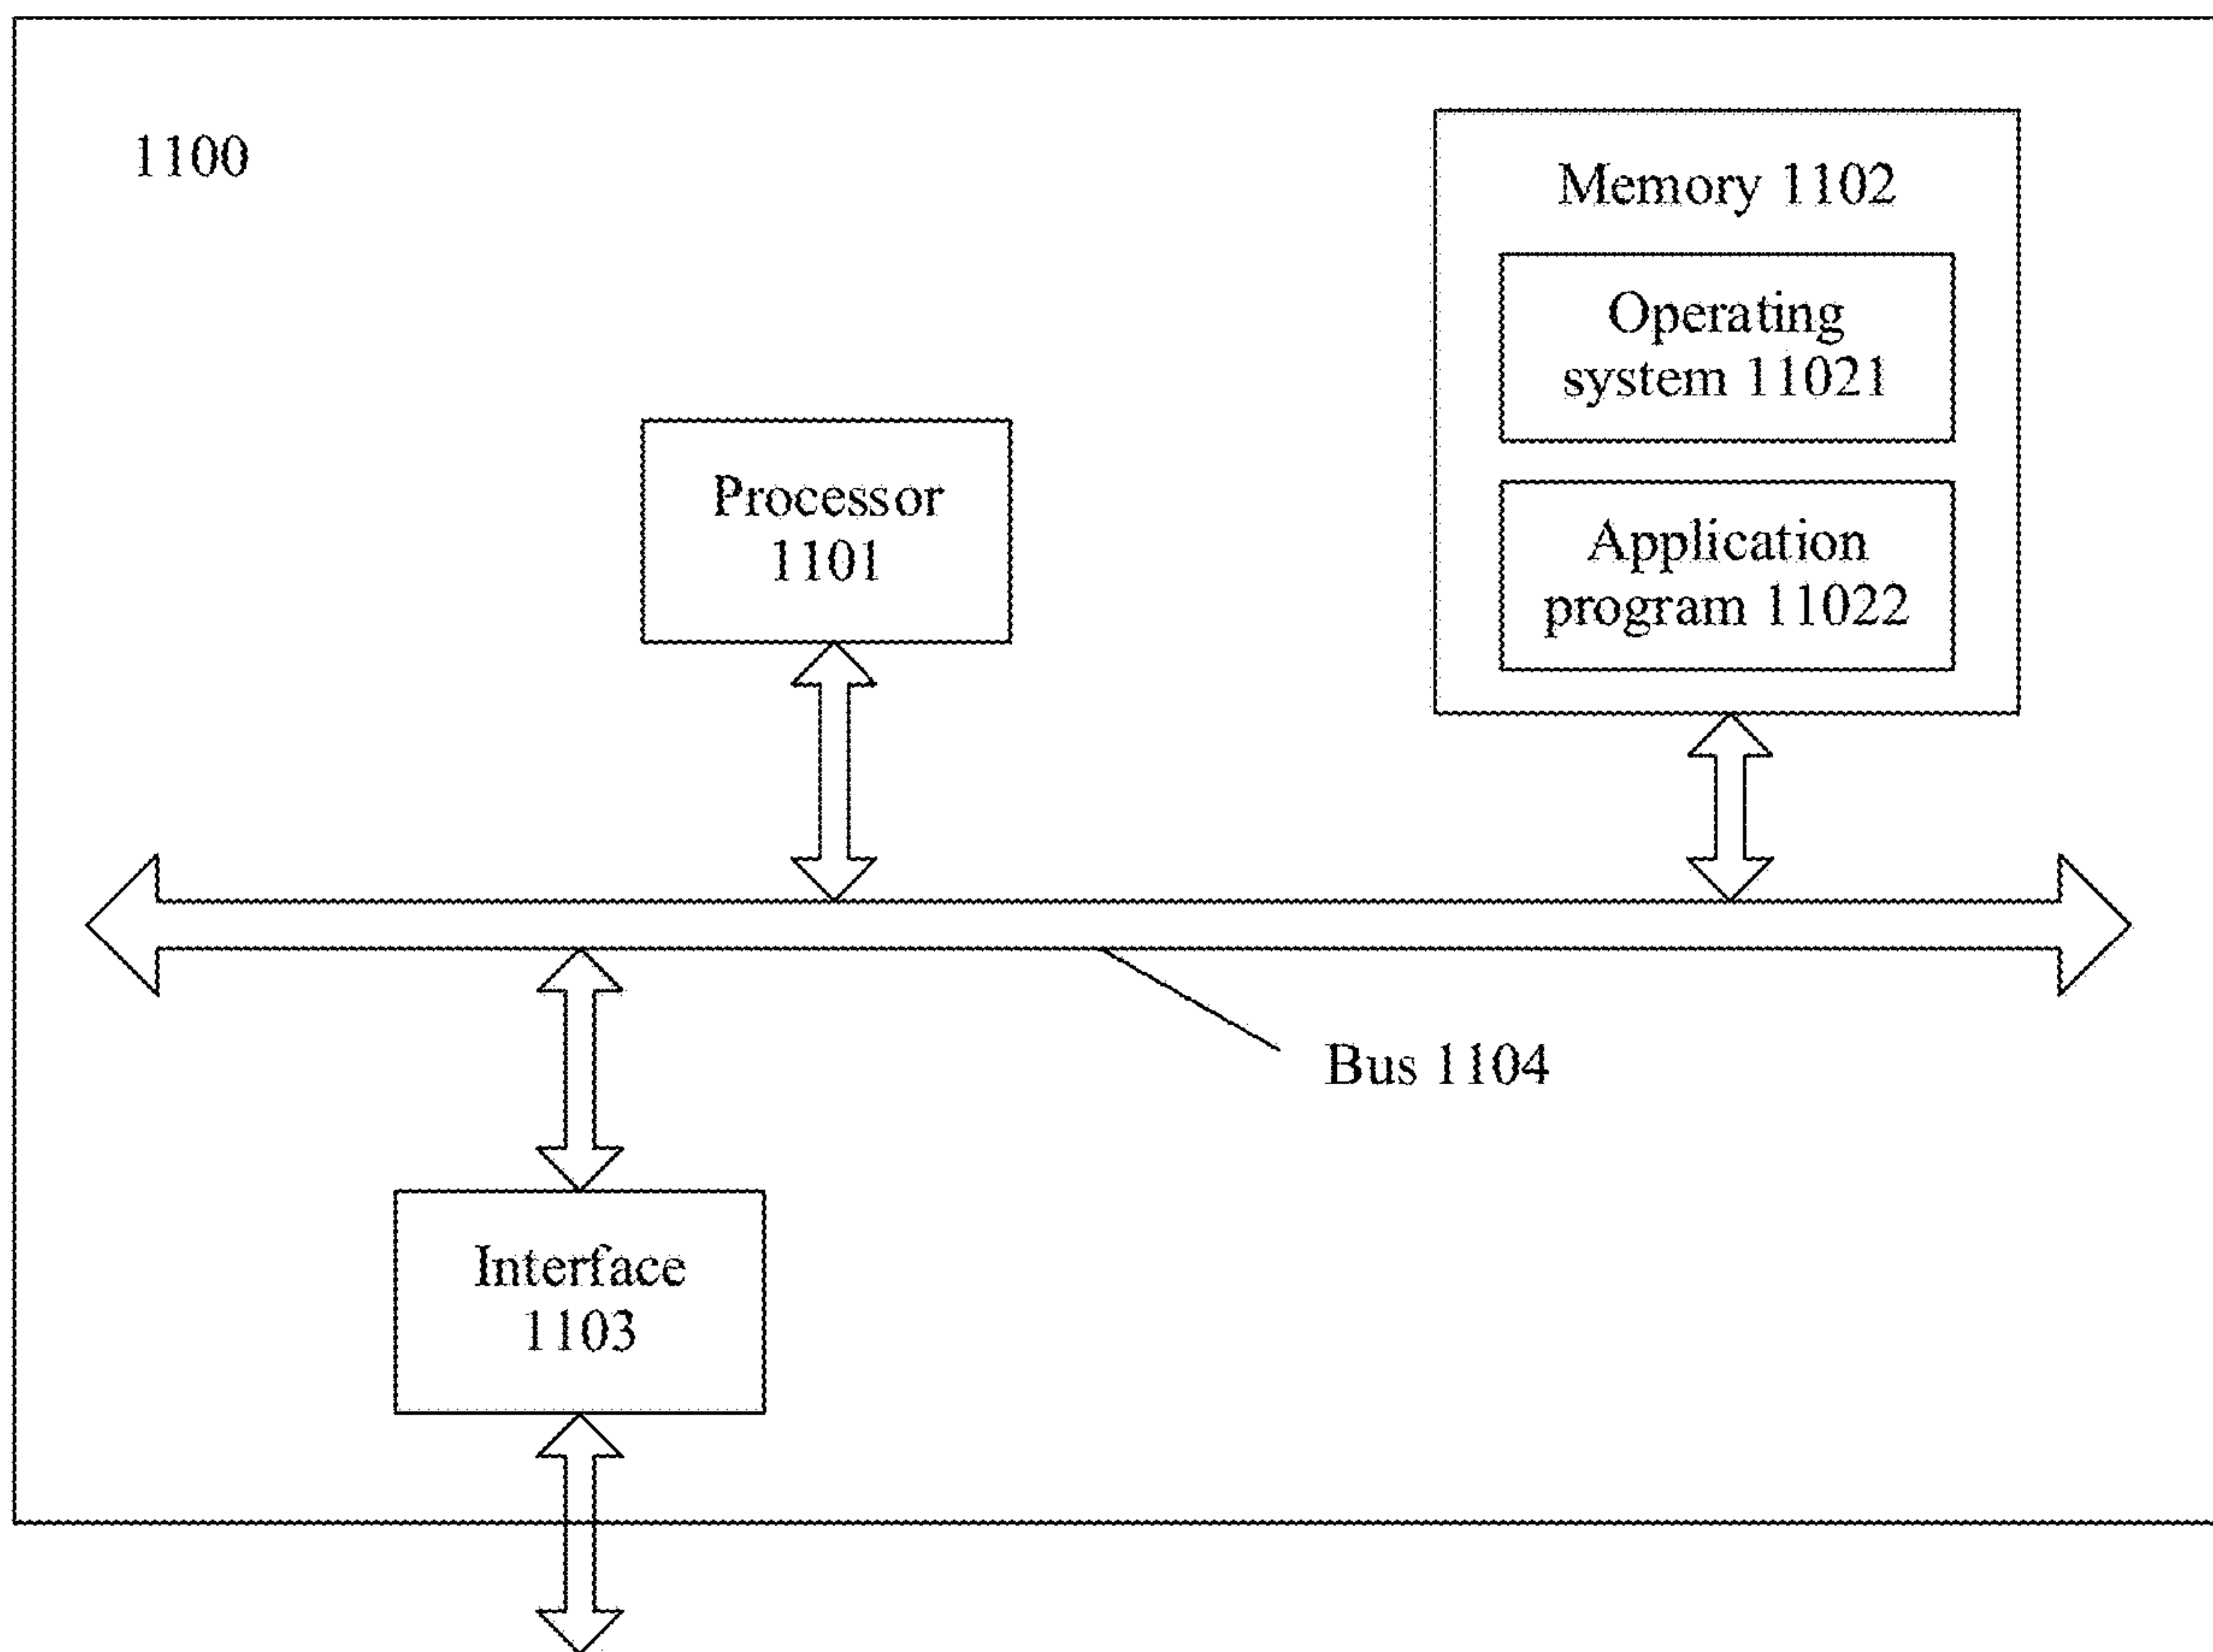 1100
Memory 1102
Operating
system 11021
Application
program 11022
Processor
1101
Bus 1104
Interface
1103